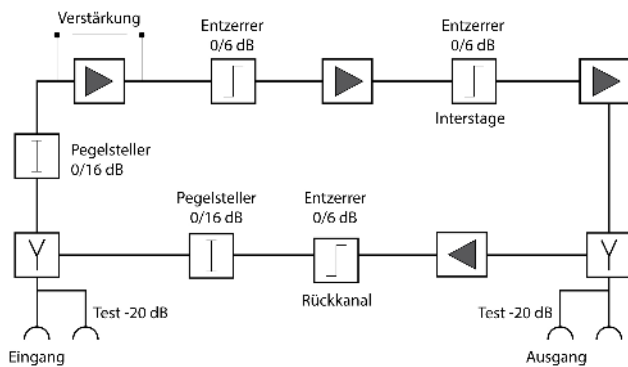 Verstärkung
Entzerrer
0/6 dB
Entzerrer
0/6 dB
Interstage
Pegelsteller
0/16 dB
Pegelsteller
0/16 dB
Entzerrer
0/6 dB
Rückkanal
Test -20 dB
Eingang
Test -20 dB
Ausgang